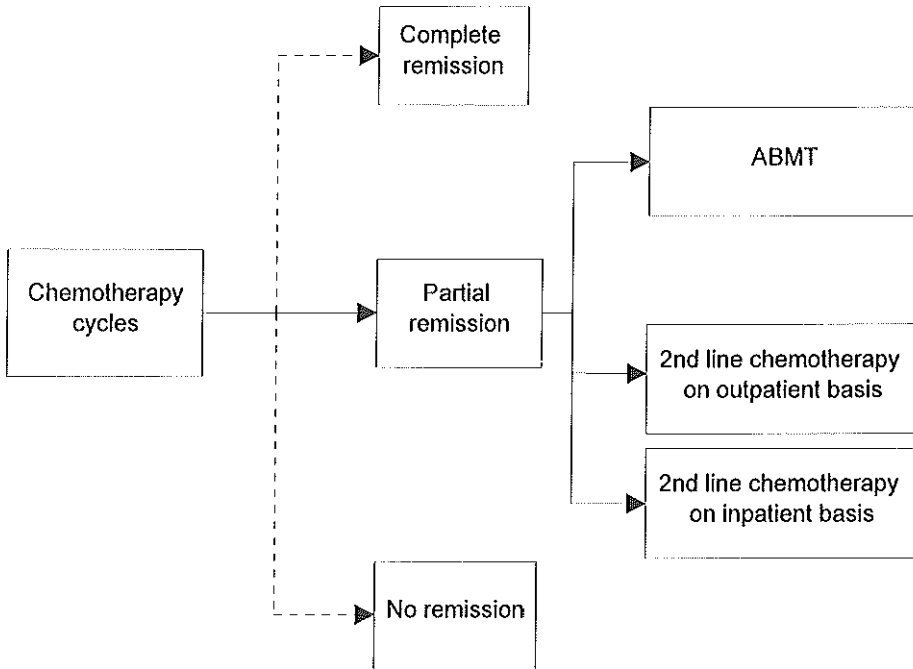 Complete
remission
ABMT
Chemotherapy
cycles
Partial
remission
2nd line chemotherapy
on outpatient basis
2nd line chemotherapy
on inpatient basis
No remission